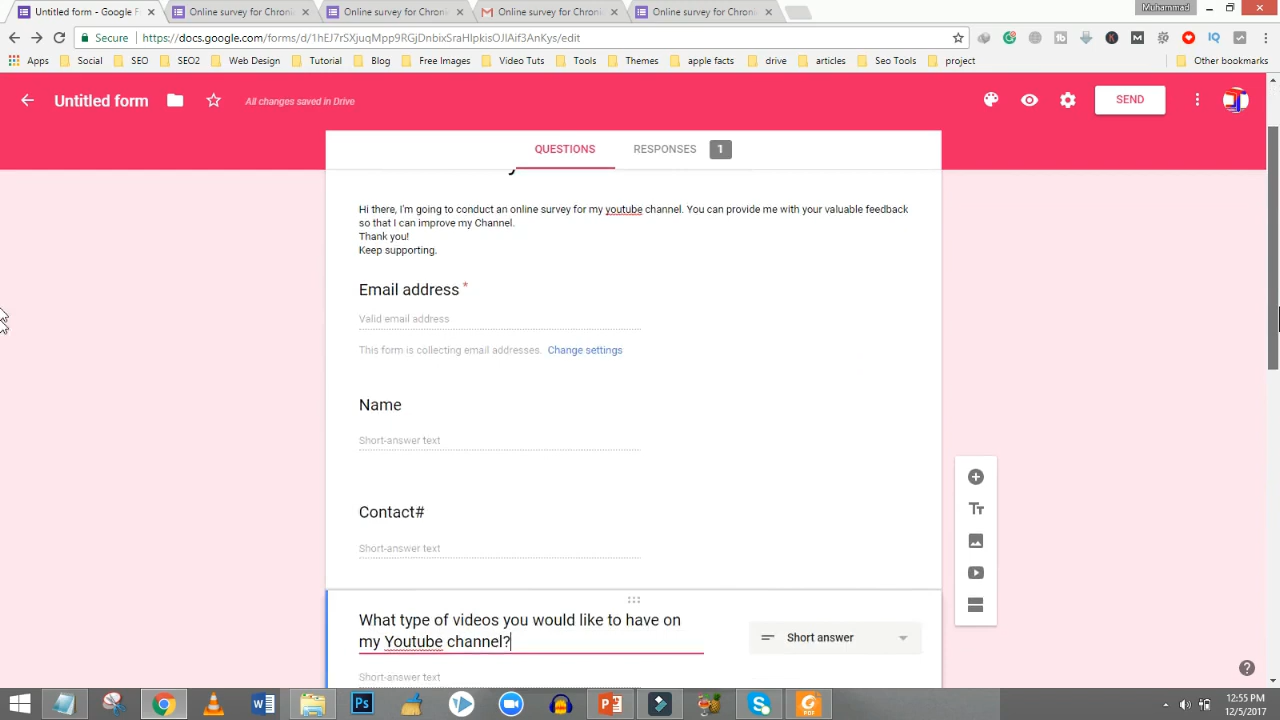 Untitled form - Google F
Online survey for Chroni
Online survey for Chroni
Online survey for Chroni
Online survey for Chroni
Muhammad
Secure
https://docs.google.com/forms/d/1hEJ7rSXjuqMpp9RGjDnbixSraHlpkisOJlAif3AnKys/edit
Apps
Social
SEO
SEO2
Web Design
Tutorial
Blog
Free Images
Video Tuts
Tools
Themes
apple facts
drive
articles
Seo Tools
project
Other bookmarks
Untitled form
All changes saved in Drive
SEND
QUESTIONS
RESPONSES
1
Hi there, I'm going to conduct an online survey for my youtube channel. You can provide me with your valuable feedback
so that I can improve my Channel.
Thank you!
Keep supporting.
Email address *
Valid email address
This form is collecting email addresses. Change settings
Name
Short-answer text
Contact#
Short-answer text
What type of videos you would like to have on
my Youtube channel?
Short answer
Short-answer text
12:55 PM
12/5/2017